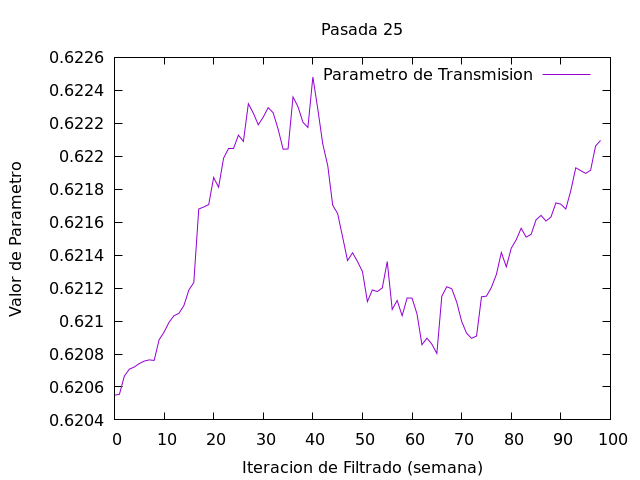 Pasada 25
Parametro de Transmision
0.6226
0.6224
0.6222
0.622
0.6218
0.6216
0.6214
0.6212
0.621
0.6208
0.6206
0.6204
Valor de Parametro
0 10 20 30 40 50 60 70 80 90 100
Iteracion de Filtrado (semana)